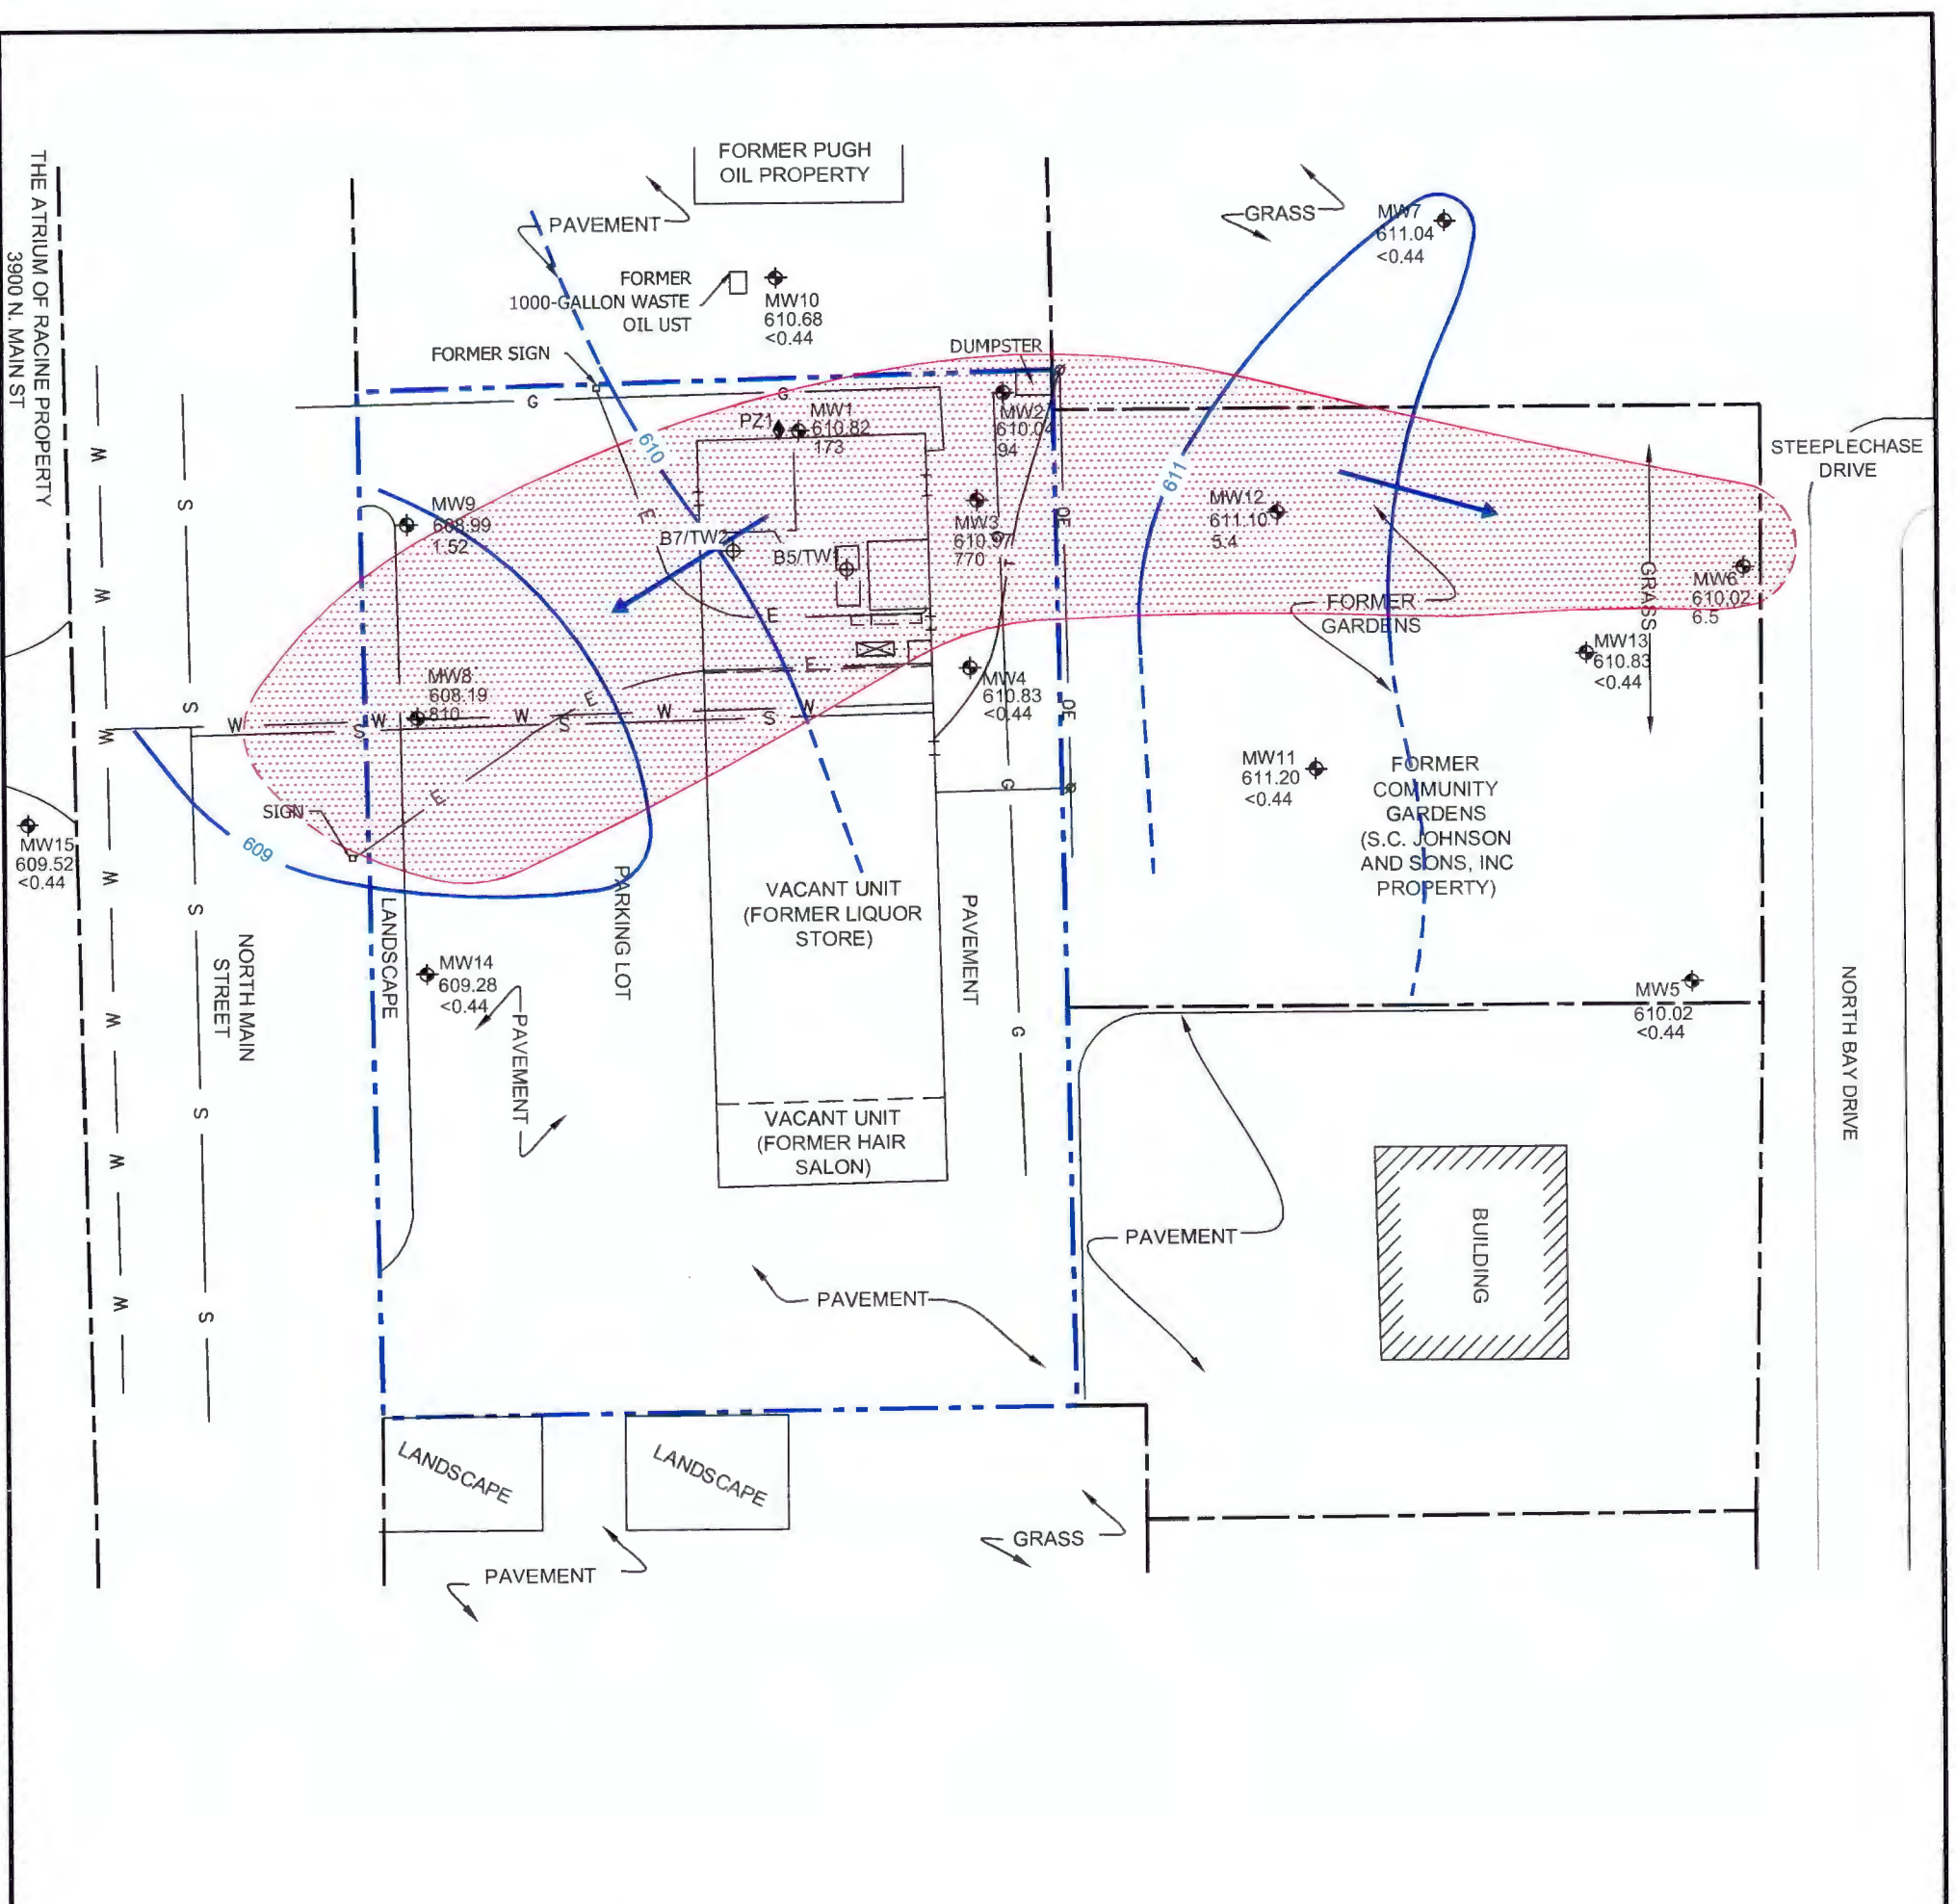 FORMER PUGH
OIL PROPERTY
PAVEMENT
GRASS
MW7
611.04
<0.44
FORMER
1000-GALLON WASTE
OIL UST
MW10
610.68
<0.44
THE ATRIUM OF RACINE PROPERTY
3900 N. MAIN ST
FORMER SIGN
DUMPSTER
G
G
PZ1
MW1
610.82
173
MW2
610.04
94
610
611
STEEPLECHASE
DRIVE
W
S
MW9
608.99
1.52
E
B7/TW2
B5/TW1
MW3
610.97
770
G
OE
MW12
611.10
5.4
GRASS
MW6
610.02
6.5
W
E
FORMER
GARDENS
MW13
610.83
<0.44
E
MW4
610.83
<0.44
OE
MW8
608.19
810
E
S
W
W
S
W
W
S
W
S
W
E
SIGN
609
MW15
609.52
<0.44
MW11
611.20
<0.44
G
FORMER
COMMUNITY
GARDENS
(S.C. JOHNSON
AND SONS, INC
PROPERTY)
W
S
PARKING LOT
LANDSCAPE
VACANT UNIT
(FORMER LIQUOR
STORE)
PAVEMENT
NORTH MAIN
STREET
MW14
609.28
<0.44
PAVEMENT
MW5
610.02
<0.44
NORTH BAY DRIVE
W
G
S
W
VACANT UNIT
(FORMER HAIR
SALON)
PAVEMENT
BUILDING
W
S
PAVEMENT
LANDSCAPE
LANDSCAPE
GRASS
PAVEMENT